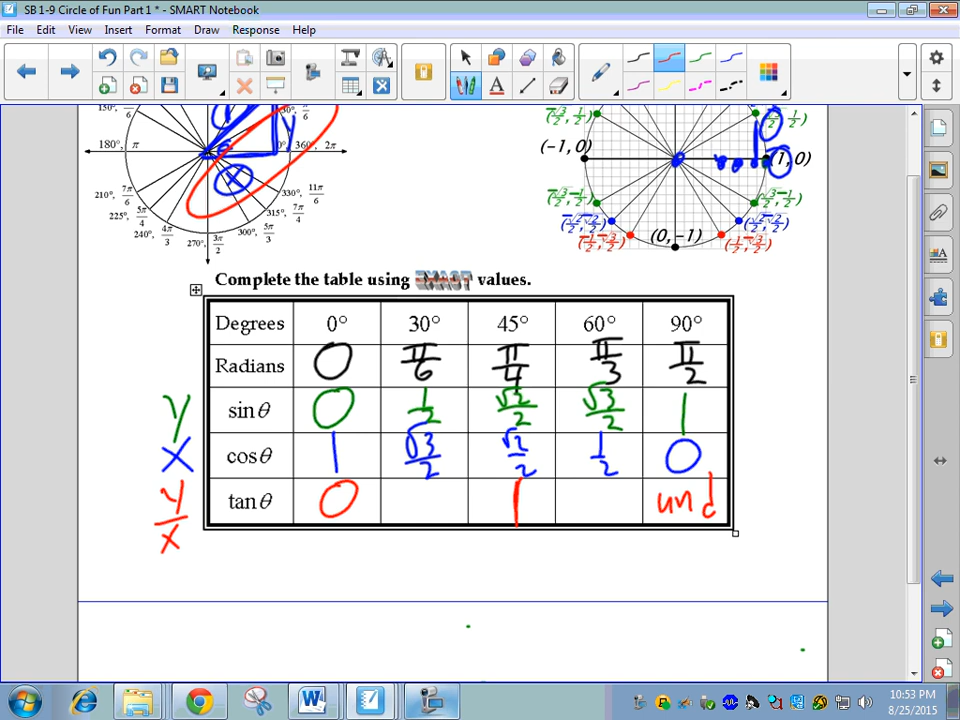 SB 1-9 Circle of Fun Part 1 * - SMART Notebook
File Edit View Insert Format Draw Response Help
150°
30° π/6
y
180° π
0° 360° 2π
x
(-1, 0)
(1, 0)
210° 7π/6
225° 5π/4
240° 4π/3
270° 3π/2
300° 5π/3
315° 7π/4
330° 11π/6
(0, -1)
Complete the table using EXACT values.
Degrees 0° 30° 45° 60° 90°
Radians 0 π/6 π/4 π/3 π/2
y sin θ 0 1/2 √2/2 √3/2 1
x cos θ 1 √3/2 √2/2 1/2 0
y/x tan θ 0 1 und
10:53 PM
8/25/2015